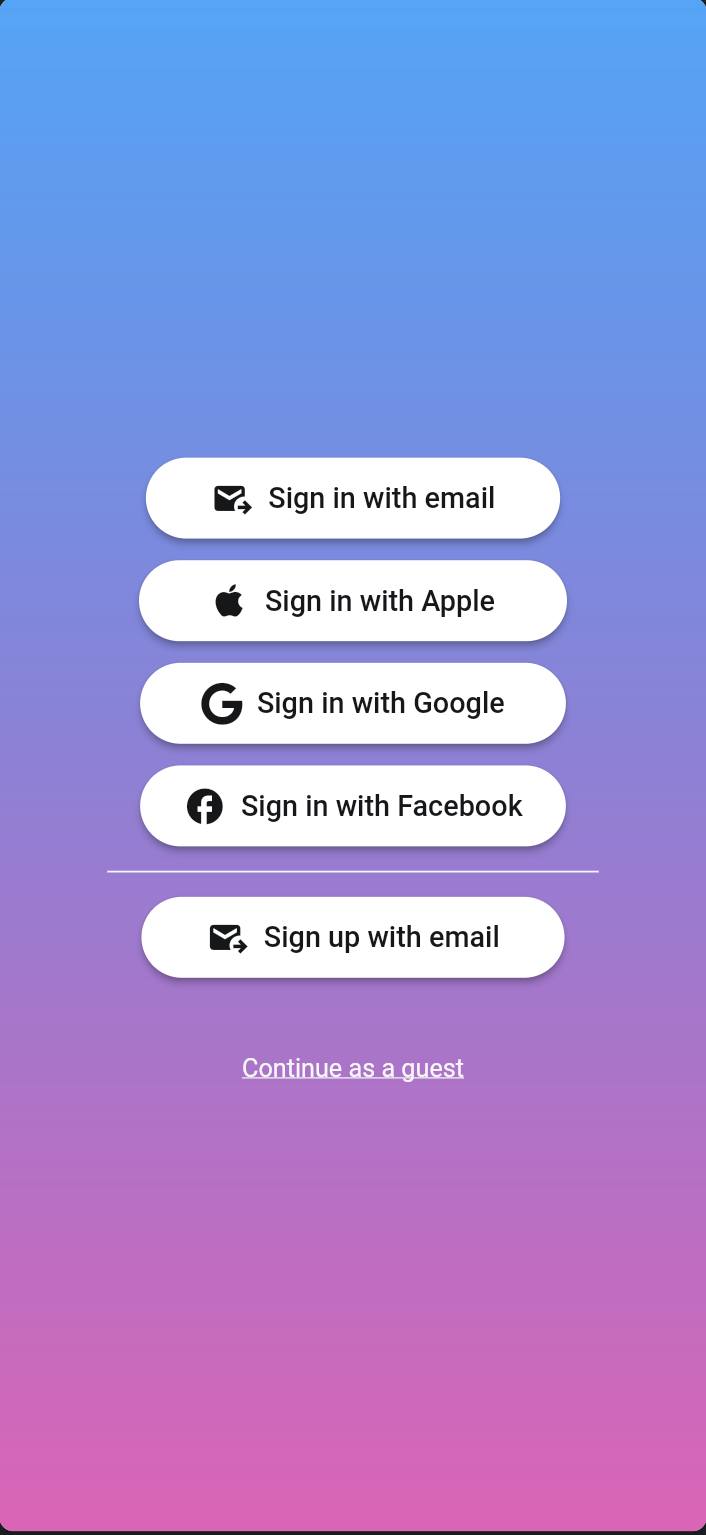 Sign in with email
Sign in with Apple
Sign in with Google
Sign in with Facebook
Sign up with email
Continue as a guest